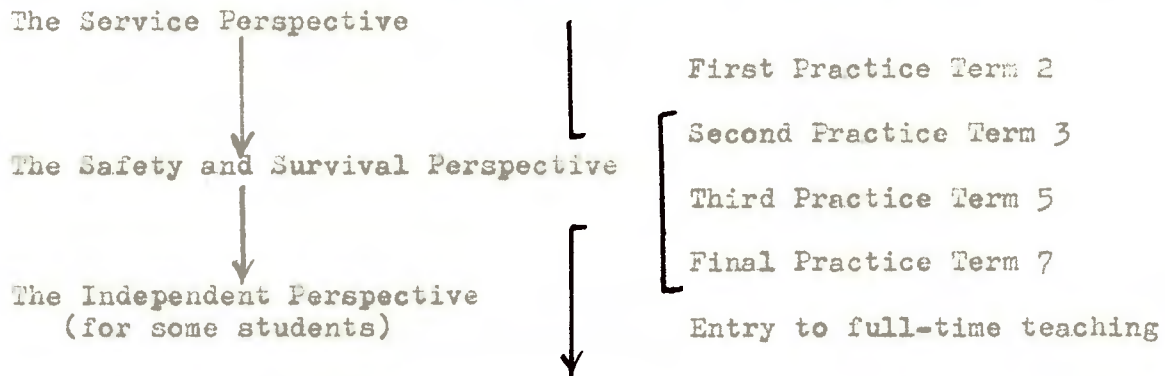 The Service Perspective
First Practice Term 2
Second Practice Term 3
The Safety and Survival Perspective
Third Practice Term 5
Final Practice Term 7
The Independent Perspective
(for some students)
Entry to full-time teaching